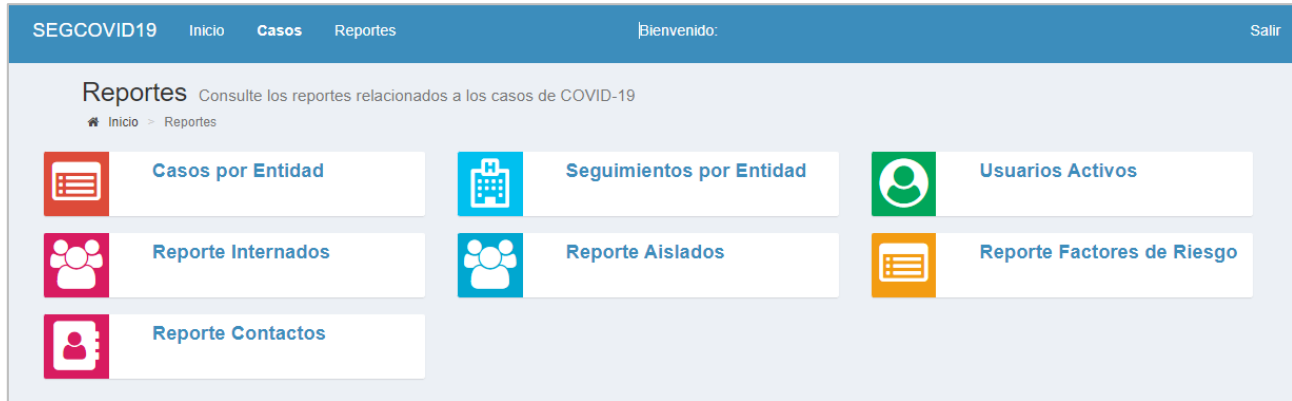 SEGCOVID19 Inicio Casos Reportes Bienvenido: Salir
Reportes Consulte los reportes relacionados a los casos de COVID-19
Inicio > Reportes
Casos por Entidad Seguimientos por Entidad Usuarios Activos
H
Reporte Internados Reporte Aislados Reporte Factores de Riesgo
Reporte Contactos